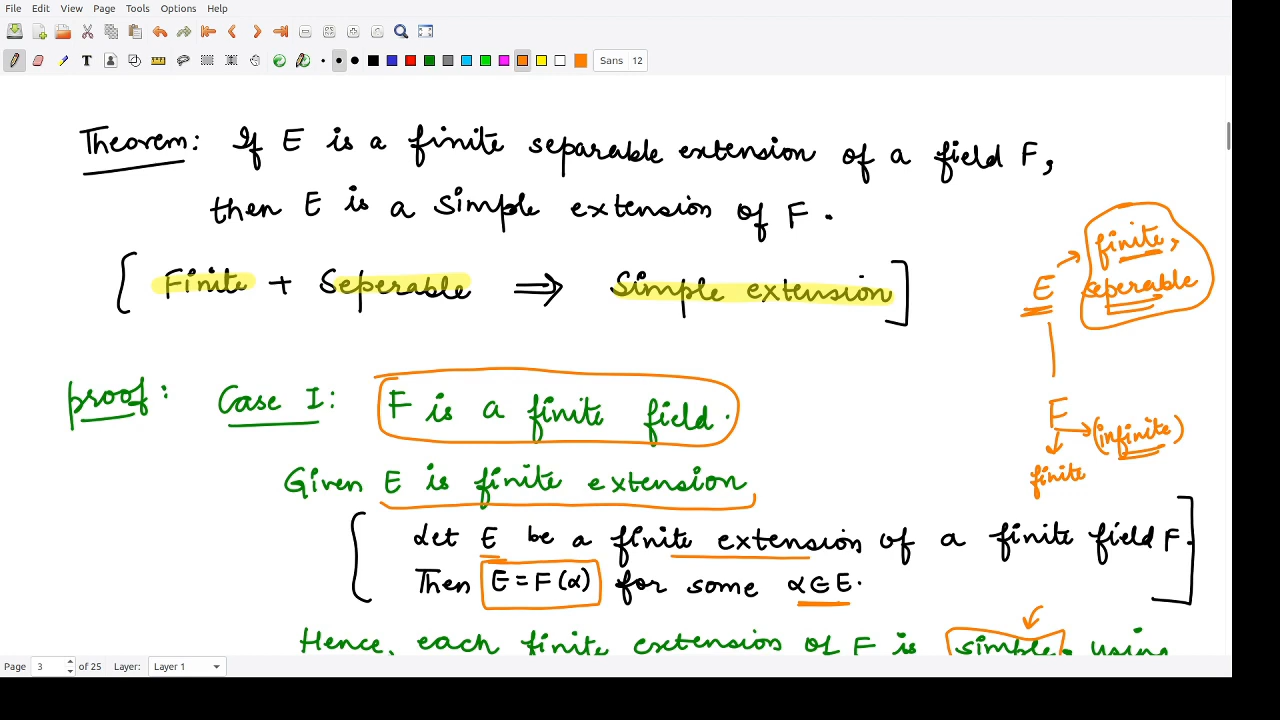 File Edit View Page Tools Options Help
Sans 12
Theorem: If E is a finite separable extension of a field F,
then E is a simple extension of F.
[ Finite + Seperable ⟹ Simple extension ]
E → finite, seperable
F → (infinite)
↓
finite
proof: Case I: F is a finite field.
Given E is finite extension
[ Let E be a finite extension of a finite field F.
Then E = F(α) for some α ∈ E. ]
Hence, each finite extension of F is simple, using
Page 3 of 25 Layer: Layer 1